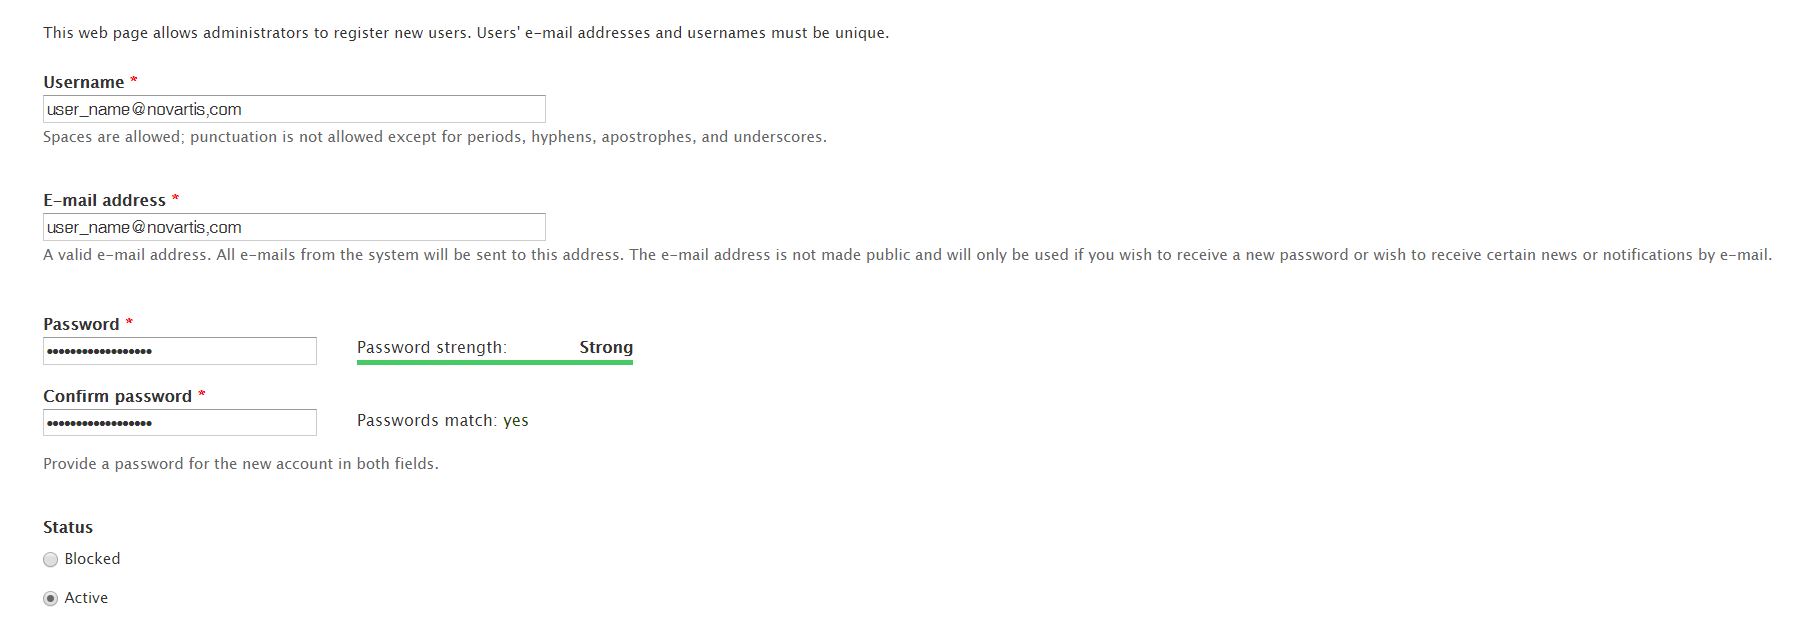 This web page allows administrators to register new users. Users' e-mail addresses and usernames must be unique.
Username *
user_name@novartis,com
Spaces are allowed; punctuation is not allowed except for periods, hyphens, apostrophes, and underscores.
E-mail address *
user_name@novartis,com
A valid e-mail address. All e-mails from the system will be sent to this address. The e-mail address is not made public and will only be used if you wish to receive a new password or wish to receive certain news or notifications by e-mail.
Password *
••••••••••••••••••
Password strength: Strong
Confirm password *
••••••••••••••••••
Passwords match: yes
Provide a password for the new account in both fields.
Status
Blocked
Active